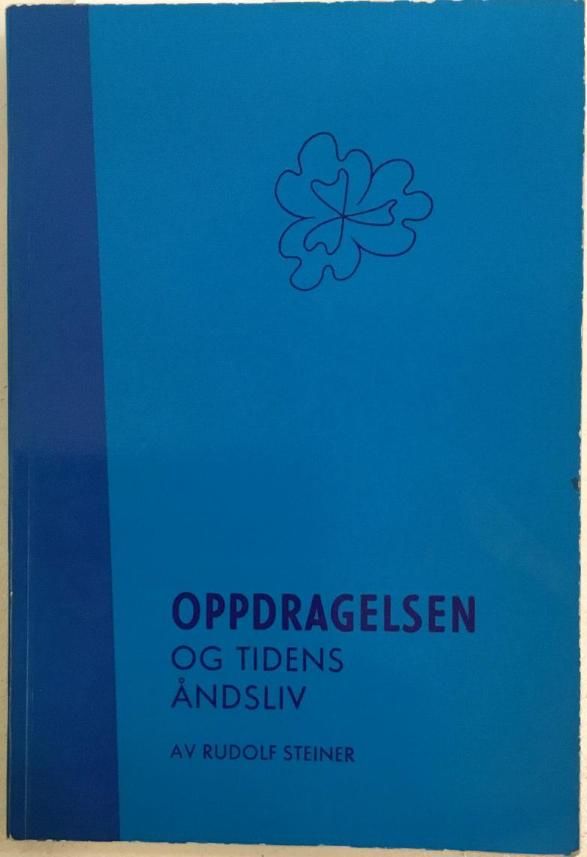 OPPDRAGELSEN
OG TIDENS
ÅNDSLIV
AV RUDOLF STEINER